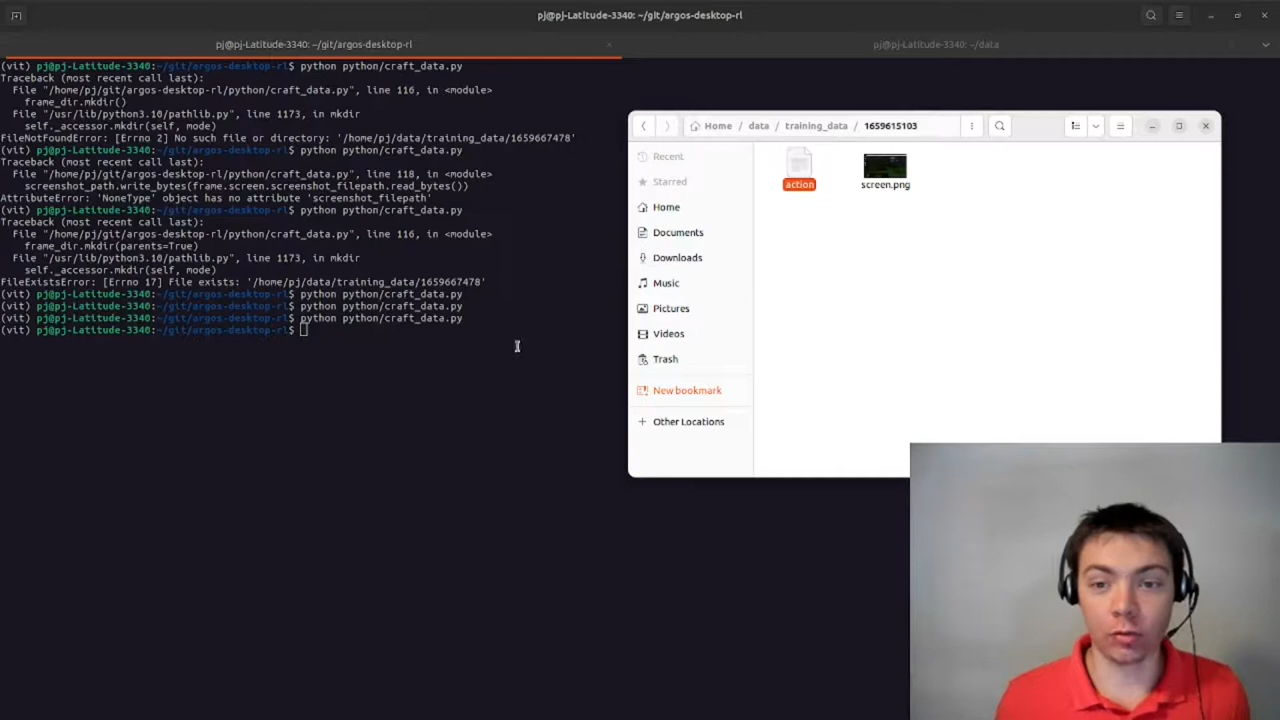 pj@pj-Latitude-3340: ~/git/argos-desktop-rl
pj@pj-Latitude-3340: ~/git/argos-desktop-rl
pj@pj-Latitude-3340: ~/data
(vit) pj@pj-Latitude-3340:~/git/argos-desktop-rl$ python python/craft_data.py
Traceback (most recent call last):
File "/home/pj/git/argos-desktop-rl/python/craft_data.py", line 116, in <module>
frame_dir.mkdir()
File "/usr/lib/python3.10/pathlib.py", line 1173, in mkdir
self._accessor.mkdir(self, mode)
FileNotFoundError: [Errno 2] No such file or directory: '/home/pj/data/training_data/1659667478'
(vit) pj@pj-Latitude-3340:~/git/argos-desktop-rl$ python python/craft_data.py
Traceback (most recent call last):
File "/home/pj/git/argos-desktop-rl/python/craft_data.py", line 118, in <module>
screenshot_path.write_bytes(frame.screen.screenshot_filepath.read_bytes())
AttributeError: 'NoneType' object has no attribute 'screenshot_filepath'
(vit) pj@pj-Latitude-3340:~/git/argos-desktop-rl$ python python/craft_data.py
Traceback (most recent call last):
File "/home/pj/git/argos-desktop-rl/python/craft_data.py", line 116, in <module>
frame_dir.mkdir(parents=True)
File "/usr/lib/python3.10/pathlib.py", line 1173, in mkdir
self._accessor.mkdir(self, mode)
FileExistsError: [Errno 17] File exists: '/home/pj/data/training_data/1659667478'
(vit) pj@pj-Latitude-3340:~/git/argos-desktop-rl$ python python/craft_data.py
(vit) pj@pj-Latitude-3340:~/git/argos-desktop-rl$ python python/craft_data.py
(vit) pj@pj-Latitude-3340:~/git/argos-desktop-rl$ python python/craft_data.py
(vit) pj@pj-Latitude-3340:~/git/argos-desktop-rl$
Home / data / training_data / 1659615103
Recent
Starred
Home
Documents
Downloads
Music
Pictures
Videos
Trash
New bookmark
+ Other Locations
action
screen.png